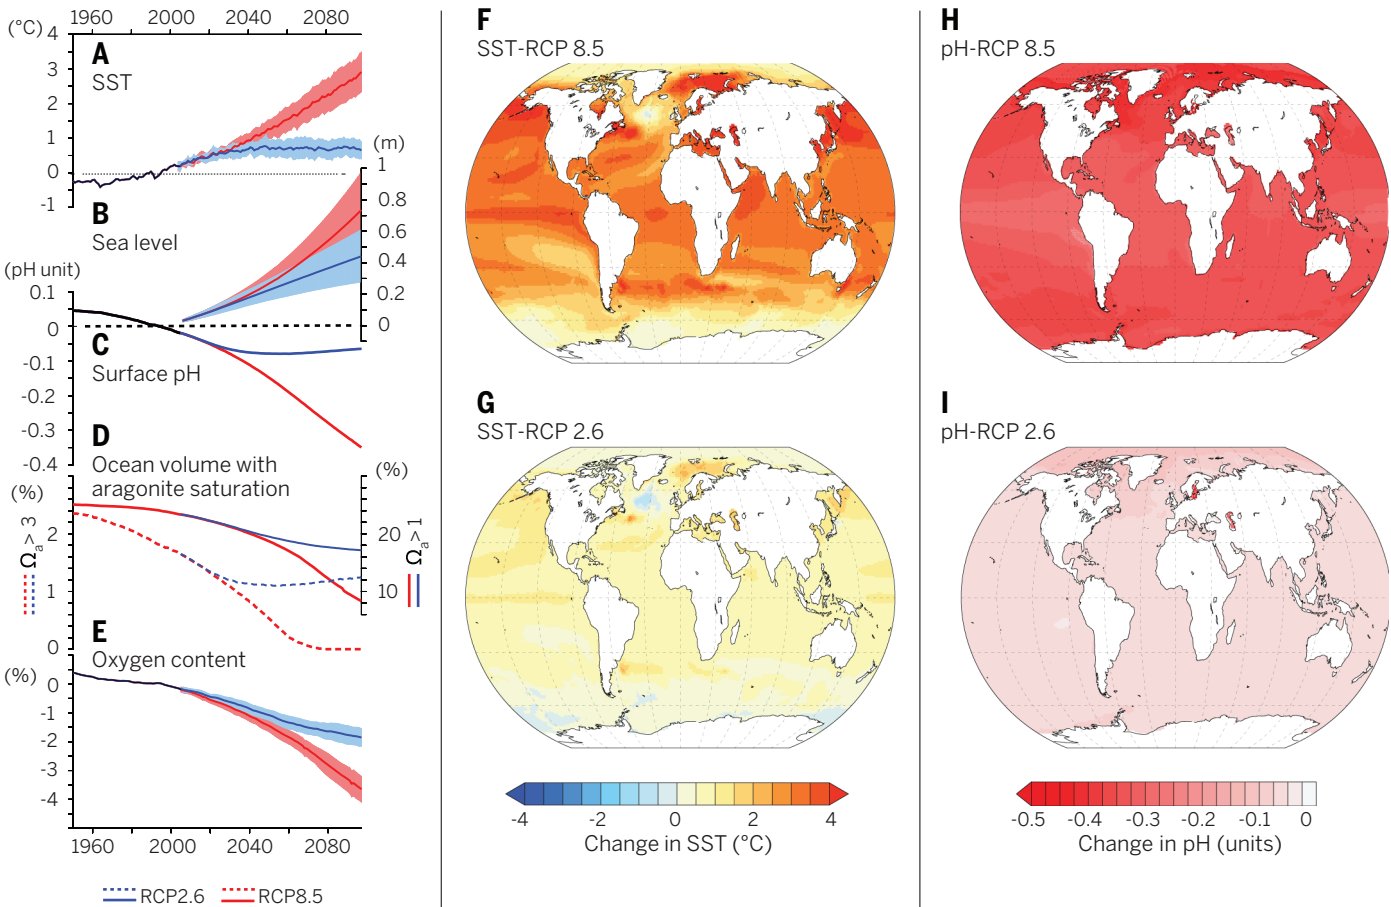 1960 2000 2040 2080
(°C)
4
3
2
1
0
-1
A
SST
(m)
1
0.8
0.6
0.4
0.2
0
B
Sea level
(pH unit)
0.1
0
-0.1
-0.2
-0.3
-0.4
C
Surface pH
D
Ocean volume with
aragonite saturation
(%)
2
1
0
Ωa> 3
(%)
20
10
Ωa>1
E
Oxygen content
(%)
0
-1
-2
-3
-4
1960 2000 2040 2080
RCP2.6 RCP8.5
F
SST-RCP 8.5
G
SST-RCP 2.6
-4 -2 0 2 4
Change in SST (°C)
H
pH-RCP 8.5
I
pH-RCP 2.6
-0.5 -0.4 -0.3 -0.2 -0.1 0
Change in pH (units)